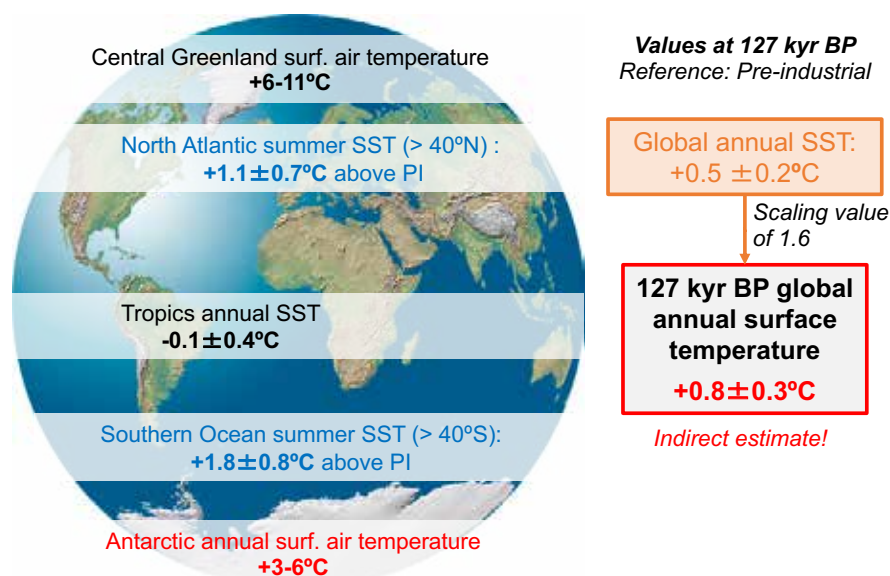 Central Greenland surf. air temperature
+6-11ºC
North Atlantic summer SST (> 40ºN) :
+1.1±0.7ºC above PI
Tropics annual SST
-0.1±0.4ºC
Southern Ocean summer SST (> 40ºS):
+1.8±0.8ºC above PI
Antarctic annual surf. air temperature
+3-6ºC
Values at 127 kyr BP
Reference: Pre-industrial
Global annual SST:
+0.5 ±0.2ºC
Scaling value
of 1.6
127 kyr BP global
annual surface
temperature
+0.8±0.3ºC
Indirect estimate!